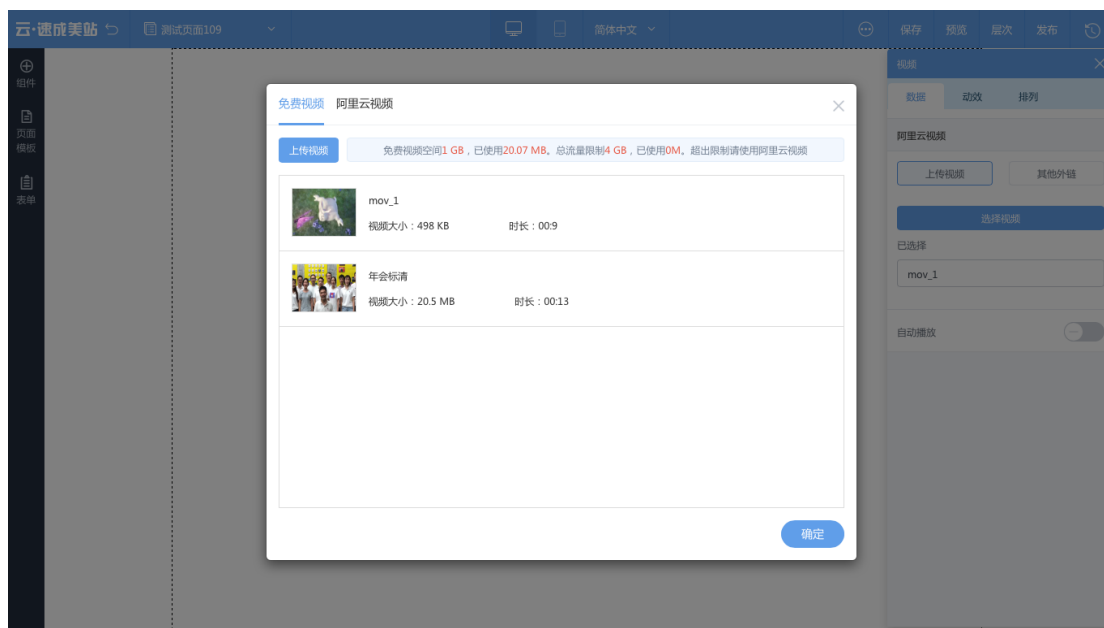 云·速成美站 测试页面109 简体中文 保存 预览 层次 发布
组件
页面
模板
表单
免费视频 阿里云视频
上传视频 免费视频空间1 GB，已使用20.07 MB。总流量限制4 GB，已使用0M。超出限制请使用阿里云视频
mov_1
视频大小：498 KB 时长：00:9
年会标清
视频大小：20.5 MB 时长：00:13
确定
视频
数据 动效 排列
阿里云视频
上传视频 其他外链
选择视频
已选择
mov_1
自动播放